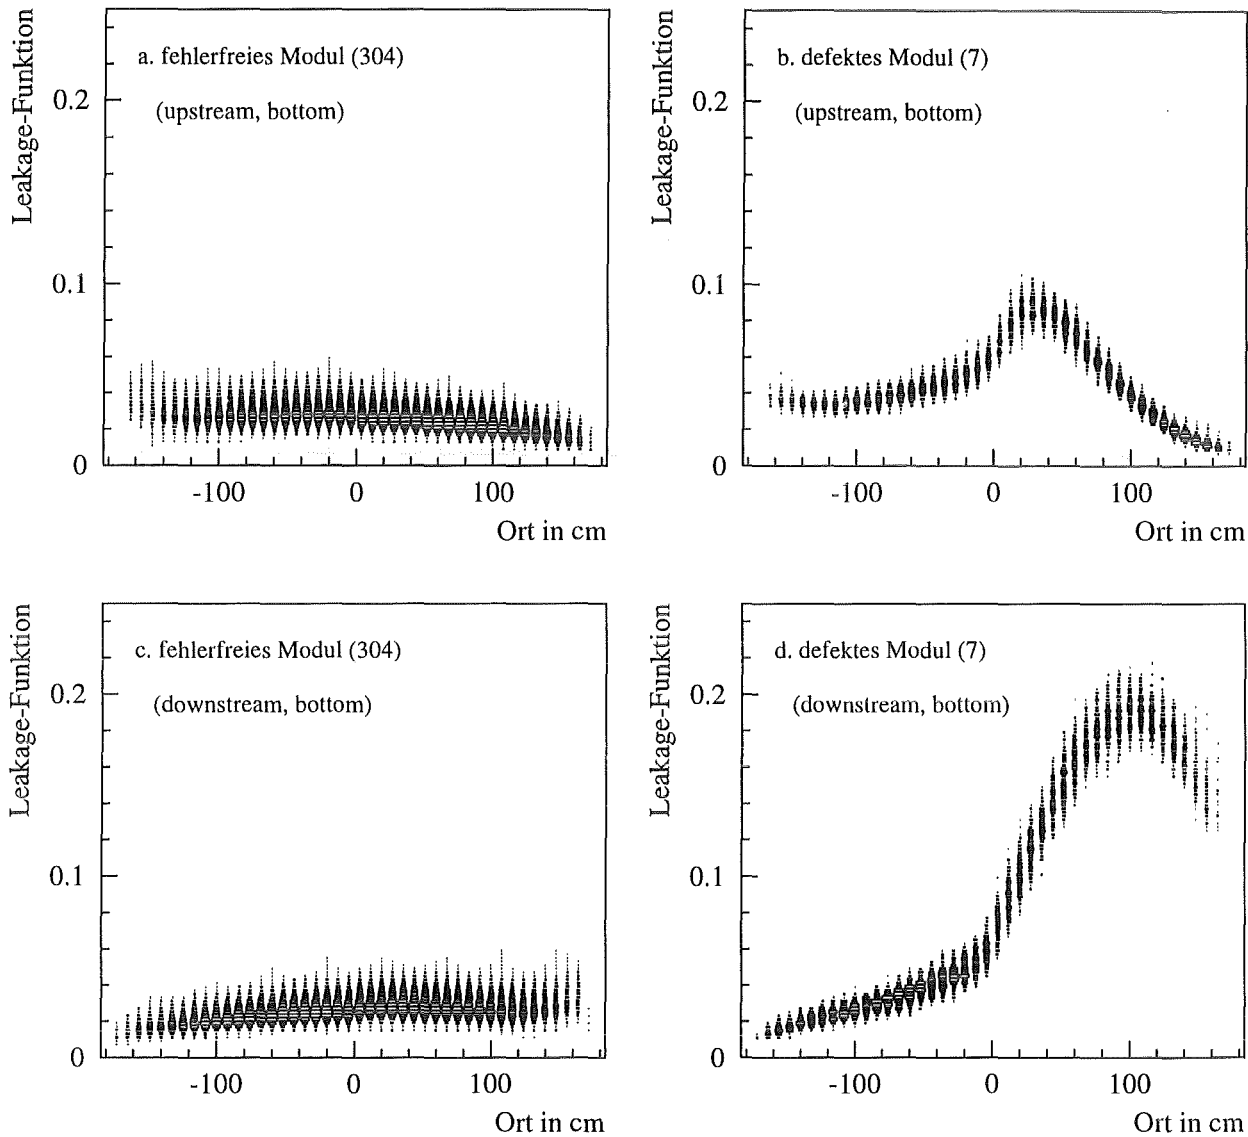 Leakage-Funktion
a. fehlerfreies Modul (304)
(upstream, bottom)
0.2
0.1
0
-100
0
100
Ort in cm
Leakage-Funktion
b. defektes Modul (7)
(upstream, bottom)
0.2
0.1
0
-100
0
100
Ort in cm
Leakage-Funktion
c. fehlerfreies Modul (304)
(downstream, bottom)
0.2
0.1
0
-100
0
100
Ort in cm
Leakage-Funktion
d. defektes Modul (7)
(downstream, bottom)
0.2
0.1
0
-100
0
100
Ort in cm